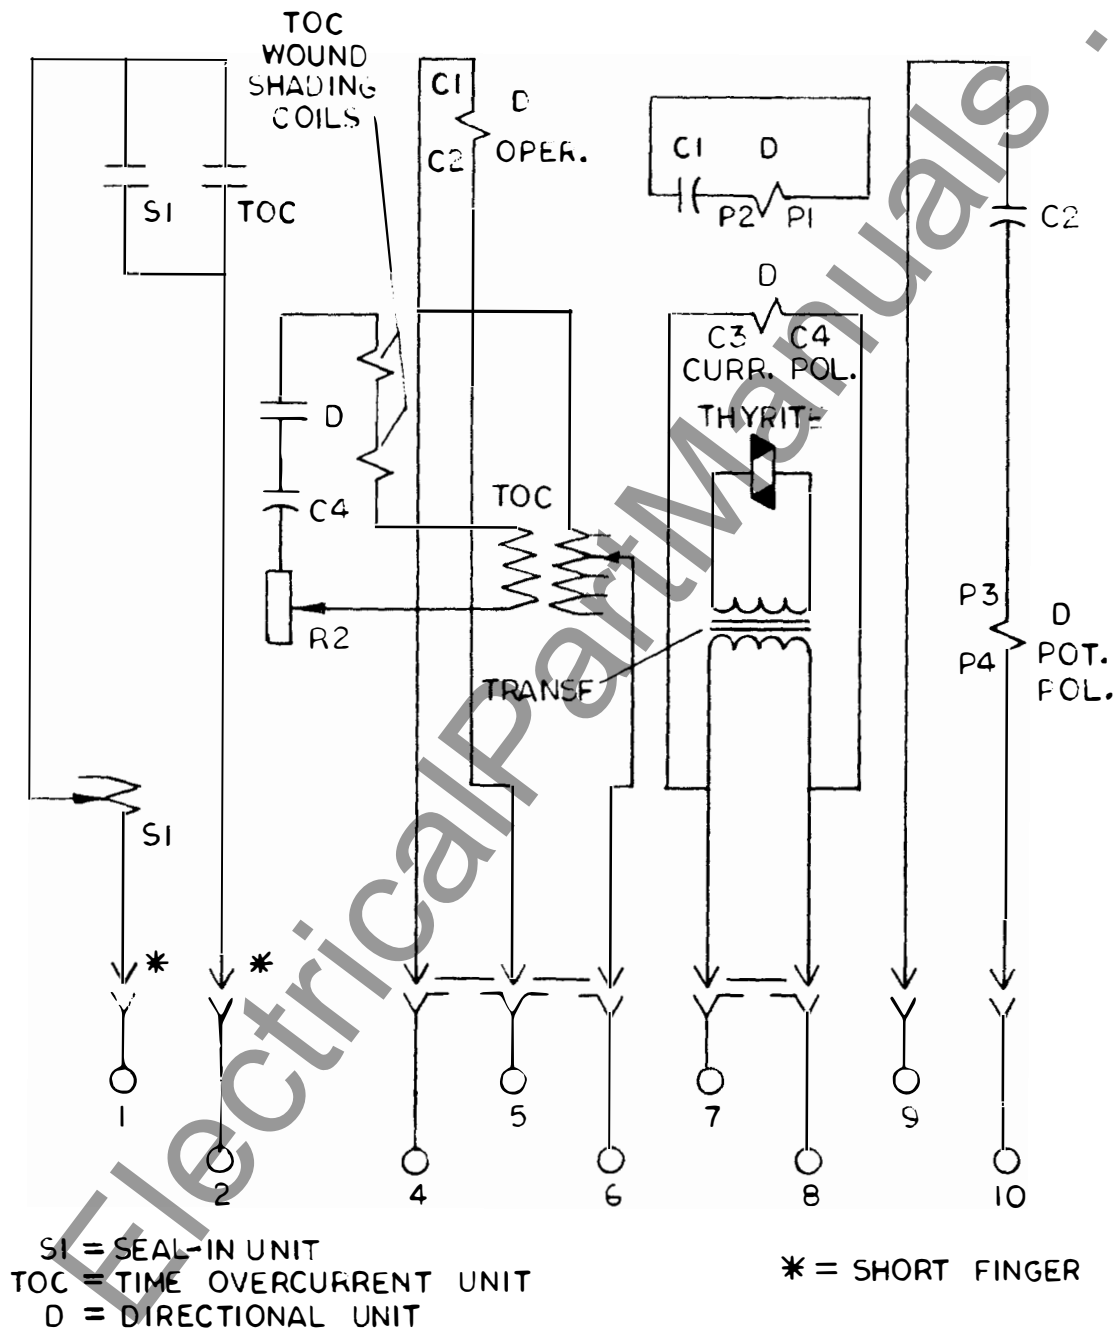 TOC
WOUND
SHADING
COILS
C1
D
C2
OPER.
C1 D
P2 P1
S1
TOC
C2
D
C3 C4
CURR. POL.
THYRITE
D
C4
TOC
R2
P3
D
P4
POT.
POL.
TRANSF
S1
*
*
1
5
7
9
2
4
6
8
10
S1 = SEAL-IN UNIT
TOC = TIME OVERCURRENT UNIT
D = DIRECTIONAL UNIT
* = SHORT FINGER
ElectricalPartManuals .